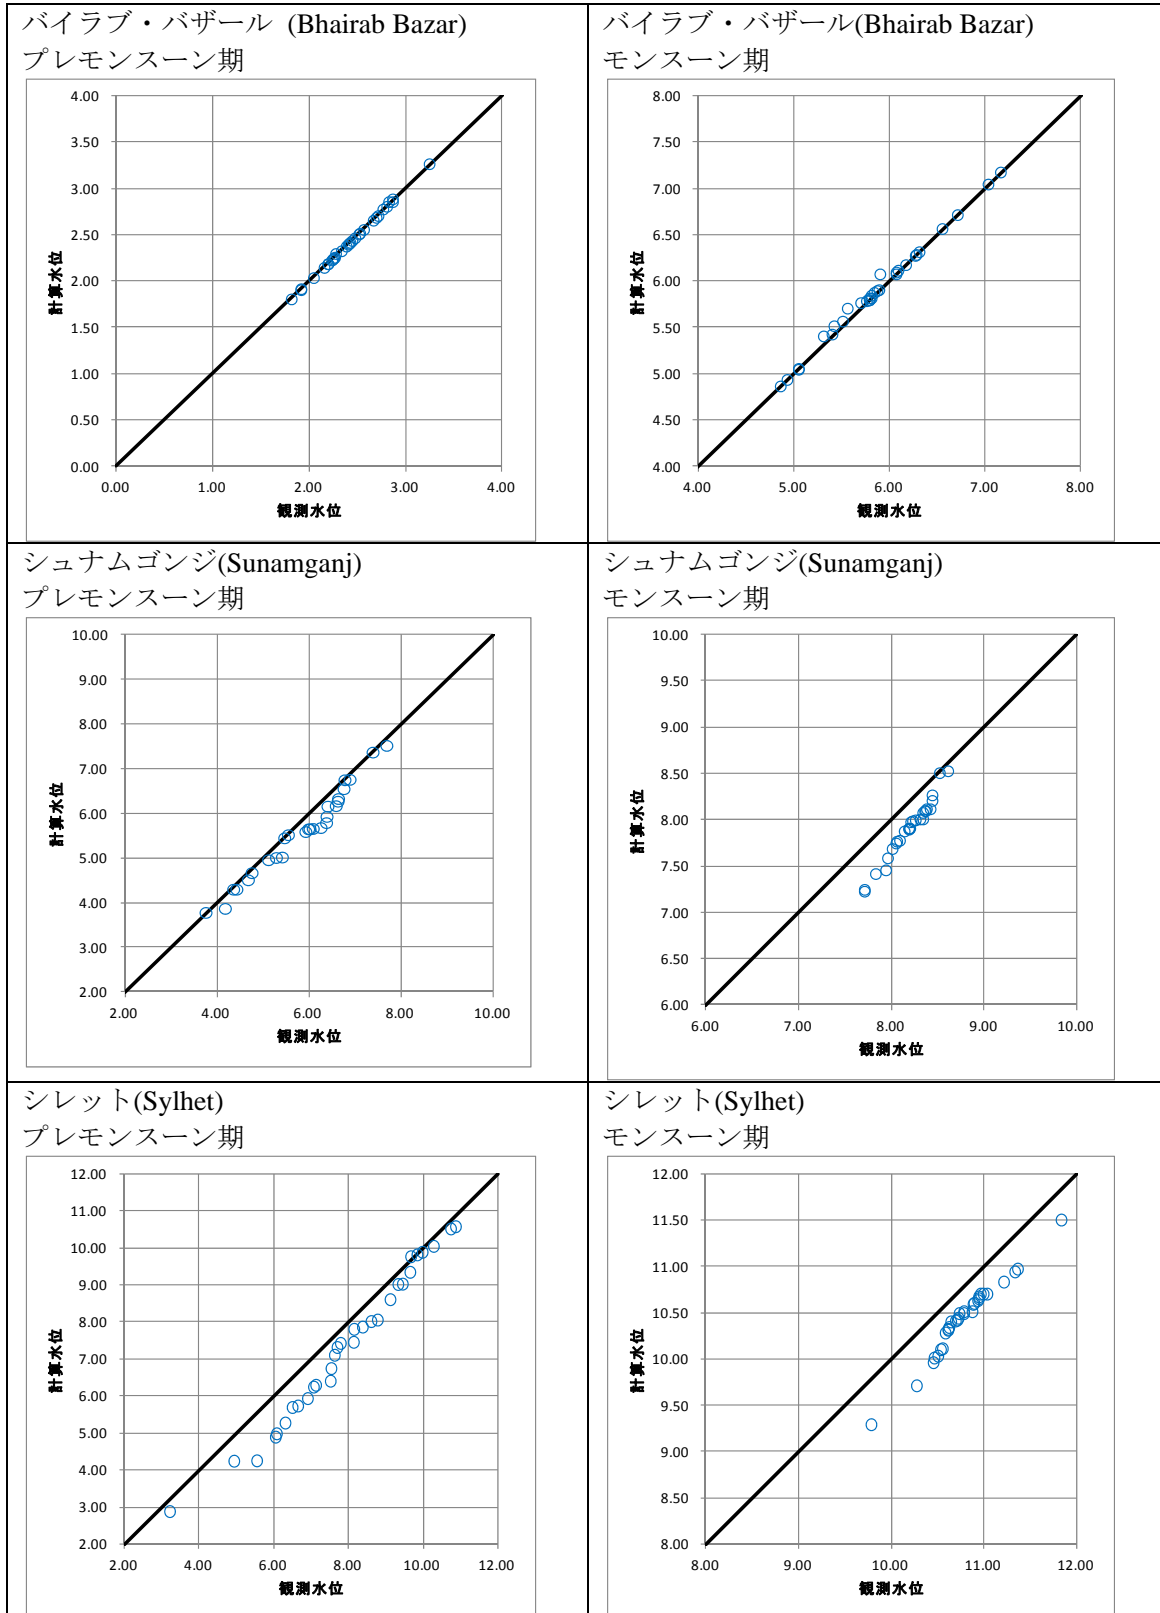 バイラブ・バザール (Bhairab Bazar)
プレモンスーン期
4.00
3.50
3.00
2.50
2.00
1.50
1.00
0.50
0.00
0.00 1.00 2.00 3.00 4.00
計算水位
観測水位
バイラブ・バザール(Bhairab Bazar)
モンスーン期
8.00
7.50
7.00
6.50
6.00
5.50
5.00
4.50
4.00
4.00 5.00 6.00 7.00 8.00
計算水位
観測水位
シュナムゴンジ(Sunamganj)
プレモンスーン期
10.00
9.00
8.00
7.00
6.00
5.00
4.00
3.00
2.00
2.00 4.00 6.00 8.00 10.00
計算水位
観測水位
シュナムゴンジ(Sunamganj)
モンスーン期
10.00
9.50
9.00
8.50
8.00
7.50
7.00
6.50
6.00
6.00 7.00 8.00 9.00 10.00
計算水位
観測水位
シレット(Sylhet)
プレモンスーン期
12.00
11.00
10.00
9.00
8.00
7.00
6.00
5.00
4.00
3.00
2.00
2.00 4.00 6.00 8.00 10.00 12.00
計算水位
観測水位
シレット(Sylhet)
モンスーン期
12.00
11.50
11.00
10.50
10.00
9.50
9.00
8.50
8.00
8.00 9.00 10.00 11.00 12.00
計算水位
観測水位